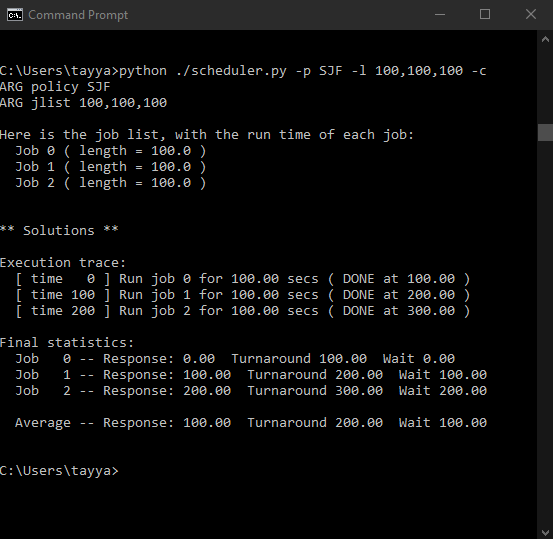 Command Prompt
C:\Users\tayya>python ./scheduler.py -p SJF -l 100,100,100 -c
ARG policy SJF
ARG jlist 100,100,100
Here is the job list, with the run time of each job:
  Job 0 ( length = 100.0 )
  Job 1 ( length = 100.0 )
  Job 2 ( length = 100.0 )
** Solutions **
Execution trace:
  [ time   0 ] Run job 0 for 100.00 secs ( DONE at 100.00 )
  [ time 100 ] Run job 1 for 100.00 secs ( DONE at 200.00 )
  [ time 200 ] Run job 2 for 100.00 secs ( DONE at 300.00 )
Final statistics:
  Job   0 -- Response: 0.00  Turnaround 100.00  Wait 0.00
  Job   1 -- Response: 100.00  Turnaround 200.00  Wait 100.00
  Job   2 -- Response: 200.00  Turnaround 300.00  Wait 200.00
  Average -- Response: 100.00  Turnaround 200.00  Wait 100.00
C:\Users\tayya>